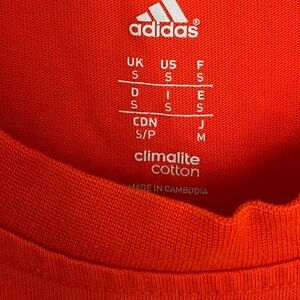 adidas
UK US F
S S S
D I E
S S S
CDN J
S/P M
climalite
cotton
MADE IN CAMBODIA